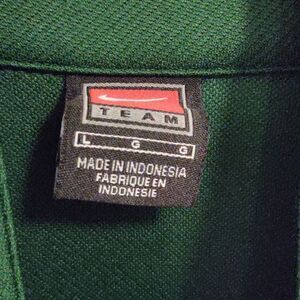 TEAM
L G G
MADE IN INDONESIA
FABRIQUE EN
INDONESIE